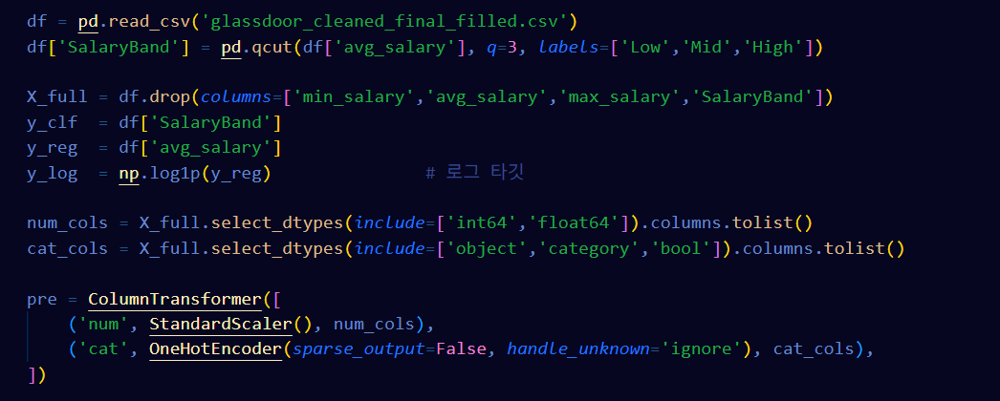 df = pd.read_csv('glassdoor_cleaned_final_filled.csv')
df['SalaryBand'] = pd.qcut(df['avg_salary'], q=3, labels=['Low','Mid','High'])

X_full = df.drop(columns=['min_salary','avg_salary','max_salary','SalaryBand'])
y_clf  = df['SalaryBand']
y_reg  = df['avg_salary']
y_log  = np.log1p(y_reg)               # 로그 타깃

num_cols = X_full.select_dtypes(include=['int64','float64']).columns.tolist()
cat_cols = X_full.select_dtypes(include=['object','category','bool']).columns.tolist()

pre = ColumnTransformer([
    ('num', StandardScaler(), num_cols),
    ('cat', OneHotEncoder(sparse_output=False, handle_unknown='ignore'), cat_cols),
])